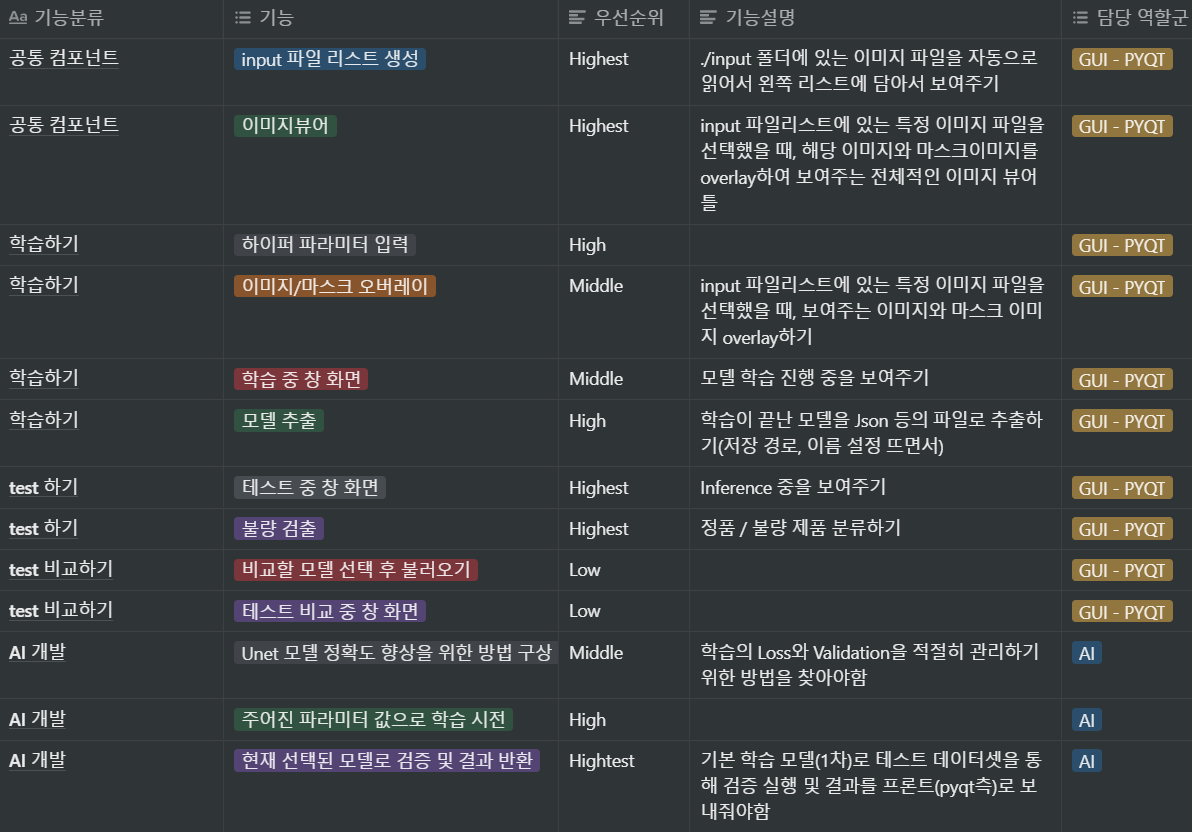 Aa 기능분류 기능 우선순위 기능설명 담당 역할군
공통 컴포넌트 input 파일 리스트 생성 Highest ./input 폴더에 있는 이미지 파일을 자동으로
읽어서 왼쪽 리스트에 담아서 보여주기 GUI - PYQT
공통 컴포넌트 이미지뷰어 Highest input 파일리스트에 있는 특정 이미지 파일을
선택했을 때, 해당 이미지와 마스크이미지를
overlay하여 보여주는 전체적인 이미지 뷰어
틀 GUI - PYQT
학습하기 하이퍼 파라미터 입력 High GUI - PYQT
학습하기 이미지/마스크 오버레이 Middle input 파일리스트에 있는 특정 이미지 파일을
선택했을 때, 보여주는 이미지와 마스크 이미
지 overlay하기 GUI - PYQT
학습하기 학습 중 창 화면 Middle 모델 학습 진행 중을 보여주기 GUI - PYQT
학습하기 모델 추출 High 학습이 끝난 모델을 Json 등의 파일로 추출하
기(저장 경로, 이름 설정 뜨면서) GUI - PYQT
test 하기 테스트 중 창 화면 Highest Inference 중을 보여주기 GUI - PYQT
test 하기 불량 검출 Highest 정품 / 불량 제품 분류하기 GUI - PYQT
test 비교하기 비교할 모델 선택 후 불러오기 Low GUI - PYQT
test 비교하기 테스트 비교 중 창 화면 Low GUI - PYQT
AI 개발 Unet 모델 정확도 향상을 위한 방법 구상 Middle 학습의 Loss와 Validation을 적절히 관리하기
위한 방법을 찾아야함 AI
AI 개발 주어진 파라미터 값으로 학습 시전 High AI
AI 개발 현재 선택된 모델로 검증 및 결과 반환 Hightest 기본 학습 모델(1차)로 테스트 데이터셋을 통
해 검증 실행 및 결과를 프론트(pyqt측)로 보
내줘야함 AI